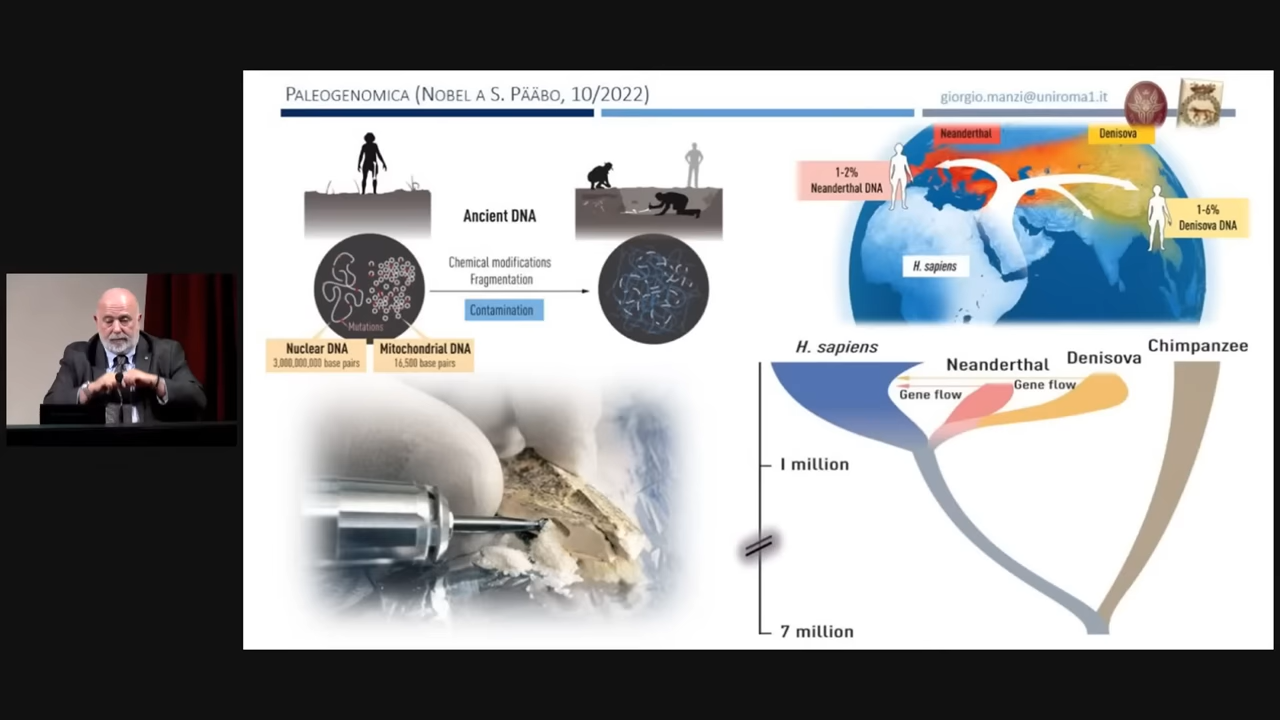 PALEOGENOMICA (NOBEL A S. PÄÄBO, 10/2022)
giorgio.manzi@uniroma1.it
Ancient DNA
Chemical modifications
Fragmentation
Contamination
Mutations
Nuclear DNA
3,000,000,000 base pairs
Mitochondrial DNA
16,500 base pairs
Neanderthal
Denisova
1-2%
Neanderthal DNA
1-6%
Denisova DNA
H. sapiens
H. sapiens
Neanderthal
Denisova
Chimpanzee
Gene flow
Gene flow
1 million
7 million